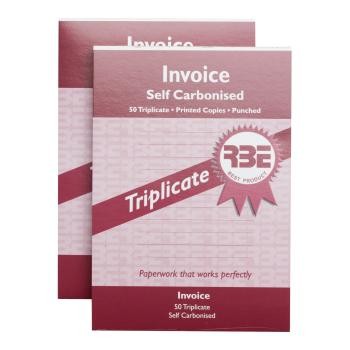 Invoice
Invoice
Self Carbonised
50 Triplicate • Printed Copies • Punched
RBE
BEST PRODUCT
Triplicate
Paperwork that works perfectly
Invoice
50 Triplicate
Self Carbonised